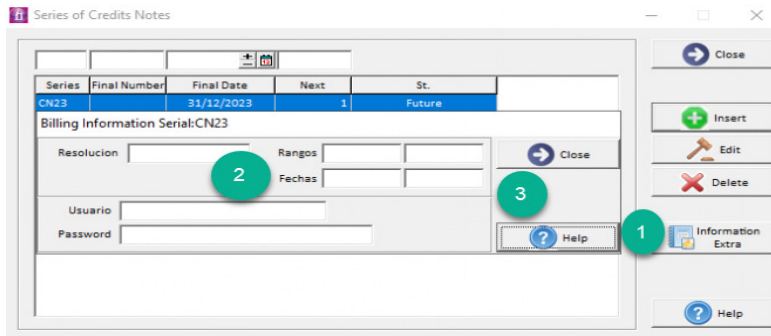 Series of Credits Notes
Close
Series Final Number Final Date Next St.
CN23 31/12/2023 1 Future
Insert
Billing Information Serial:CN23
Resolucion Rangos Close Edit
2 Fechas
3 Delete
Usuario
Password Help 1 Information
Extra
Help